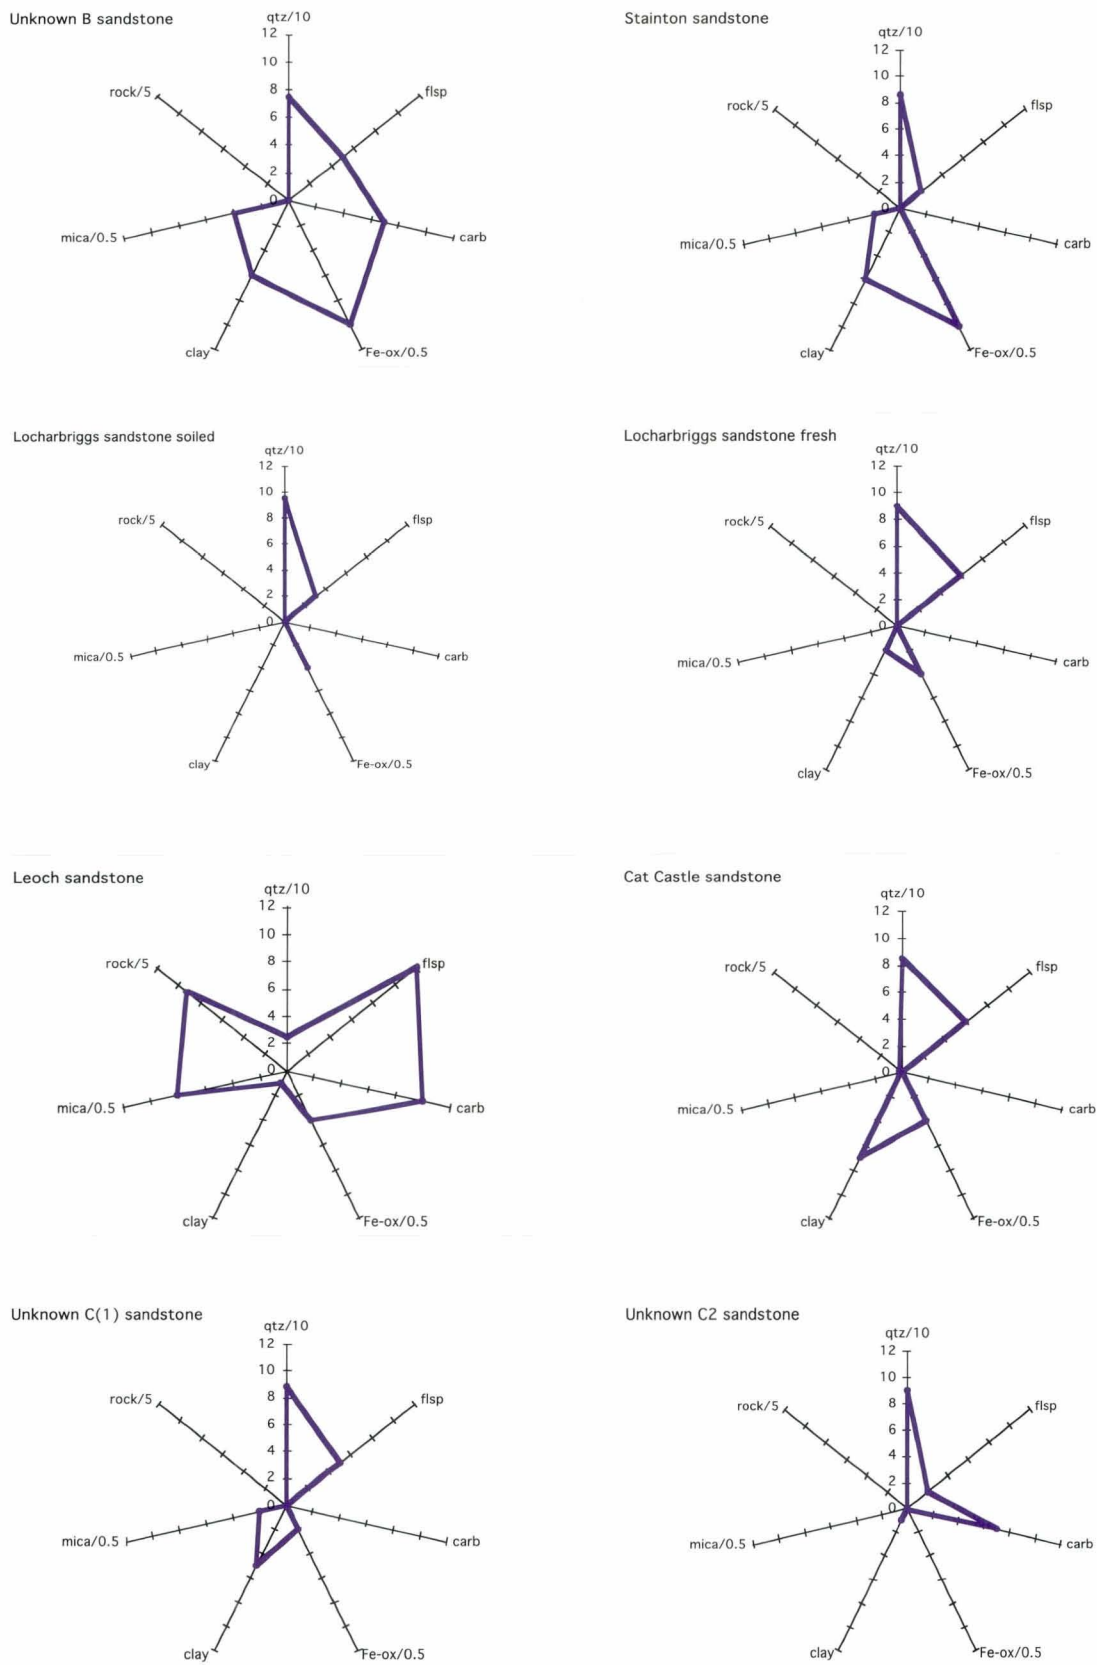 Unknown B sandstone
qtz/10
12
10
8
6
4
2
0
rock/5
flsp
mica/0.5
carb
clay
Fe-ox/0.5
Stainton sandstone
qtz/10
12
10
8
6
4
2
0
rock/5
flsp
mica/0.5
carb
clay
Fe-ox/0.5
Locharbriggs sandstone soiled
qtz/10
12
10
8
6
4
2
0
rock/5
flsp
mica/0.5
carb
clay
Fe-ox/0.5
Locharbriggs sandstone fresh
qtz/10
12
10
8
6
4
2
0
rock/5
flsp
mica/0.5
carb
clay
Fe-ox/0.5
Leoch sandstone
qtz/10
12
10
8
6
4
2
0
rock/5
flsp
mica/0.5
carb
clay
Fe-ox/0.5
Cat Castle sandstone
qtz/10
12
10
8
6
4
2
0
rock/5
flsp
mica/0.5
carb
clay
Fe-ox/0.5
Unknown C(1) sandstone
qtz/10
12
10
8
6
4
2
0
rock/5
flsp
mica/0.5
carb
clay
Fe-ox/0.5
Unknown C2 sandstone
qtz/10
12
10
8
6
4
2
0
rock/5
flsp
mica/0.5
carb
clay
Fe-ox/0.5